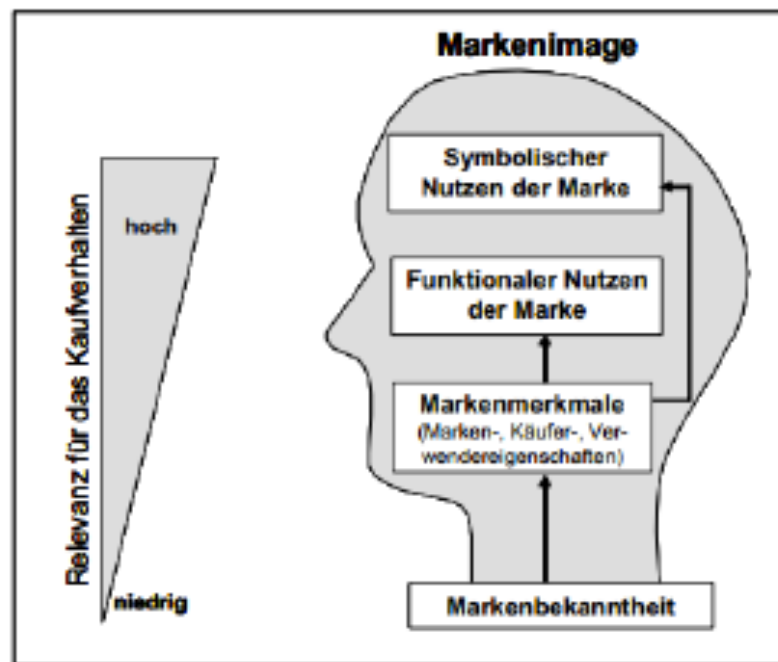 Markenimage
Relevanz für das Kaufverhalten
hoch
niedrig
Symbolischer
Nutzen der Marke
Funktionaler Nutzen
der Marke
Markenmerkmale
(Marken-, Käufer-, Ver-
wendereigenschaften)
Markenbekanntheit